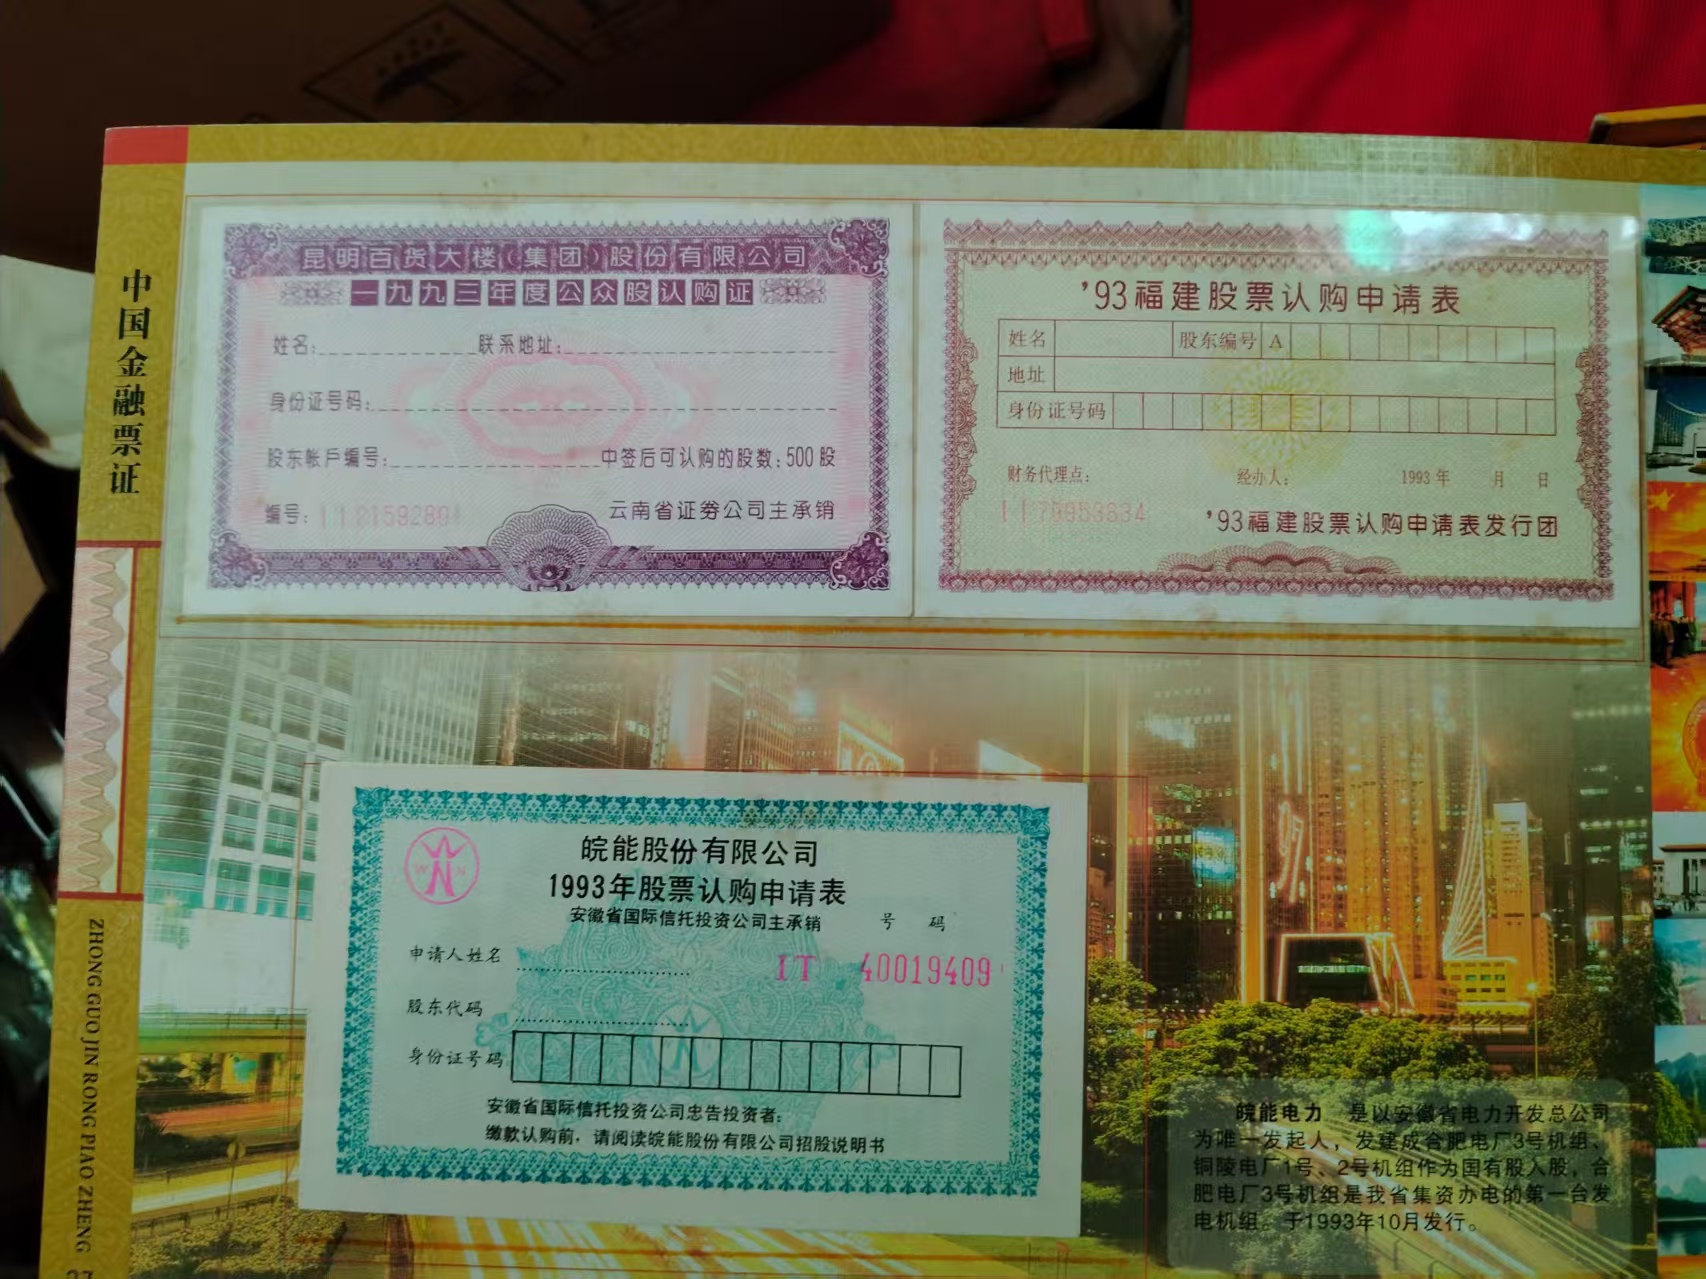 中国金融票证
ZHONG GUO JIN RONG PIAO ZHENG
昆明百货大楼(集团)股份有限公司
一九九三年度公众股认购证
姓名: 联系地址:
身份证号码:
股东帐戶编号: 中签后可认购的股数:500股
编号: 云南省证券公司主承销
'93福建股票认购申请表
姓名 股东编号 A
地址
身份证号码
财务代理点: 经办人: 1993年 月 日
'93福建股票认购申请表发行团
皖能股份有限公司
1993年股票认购申请表
安徽省国际信托投资公司主承销 号 码
申请人姓名 IT 40019409
股东代码
身份证号码
安徽省国际信托投资公司忠告投资者:
缴款认购前,请阅读皖能股份有限公司招股说明书
皖能电力 是以安徽省电力开发总公司
为唯一发起人,发建成合肥电厂3号机组、
铜陵电厂1号、2号机组作为国有股入股,合
肥电厂3号机组是我省集资办电的第一台发
电机组。于1993年10月发行。